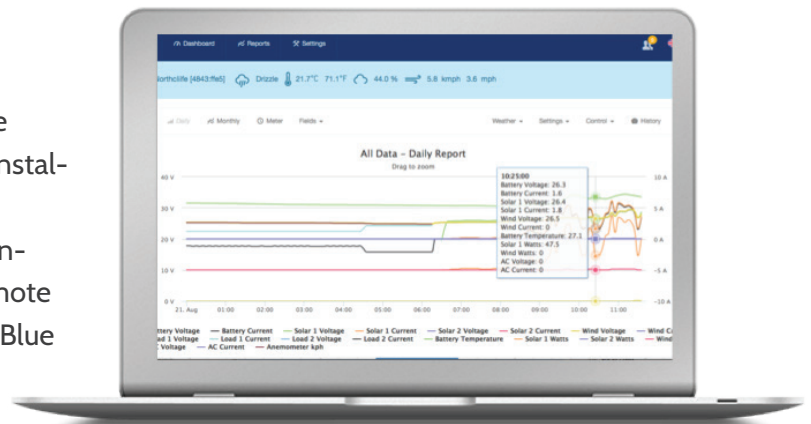 e
nstal-
n-
note
Blue
Dashboard Reports Settings
Northcliffe [4843:ffe5] Drizzle 21.7°C 71.1°F 44.0 % 5.8 kmph 3.6 mph
Daily Monthly Meter Fields Weather Settings Control History
All Data – Daily Report
Drag to zoom
40 V
30 V
20 V
10 V
0 V
10 A
5 A
0 A
-5 A
-10 A
10:25:00
Battery Voltage: 26.3
Battery Current: 1.6
Solar 1 Voltage: 26.4
Solar 1 Current: 1.8
Wind Voltage: 26.5
Wind Current: 0
Battery Temperature: 27.1
Solar 1 Watts: 47.5
Wind Watts: 0
AC Voltage: 0
AC Current: 0
21. Aug 01:00 02:00 03:00 04:00 05:00 06:00 07:00 08:00 09:00 10:00 11:00
ttery Voltage Battery Current Solar 1 Voltage Solar 1 Current Solar 2 Voltage Solar 2 Current Wind Voltage Wind C
ad 1 Voltage Load 1 Current Load 2 Voltage Load 2 Current Battery Temperature Solar 1 Watts Solar 2 Watts Wind
Voltage AC Current Anemometer kph